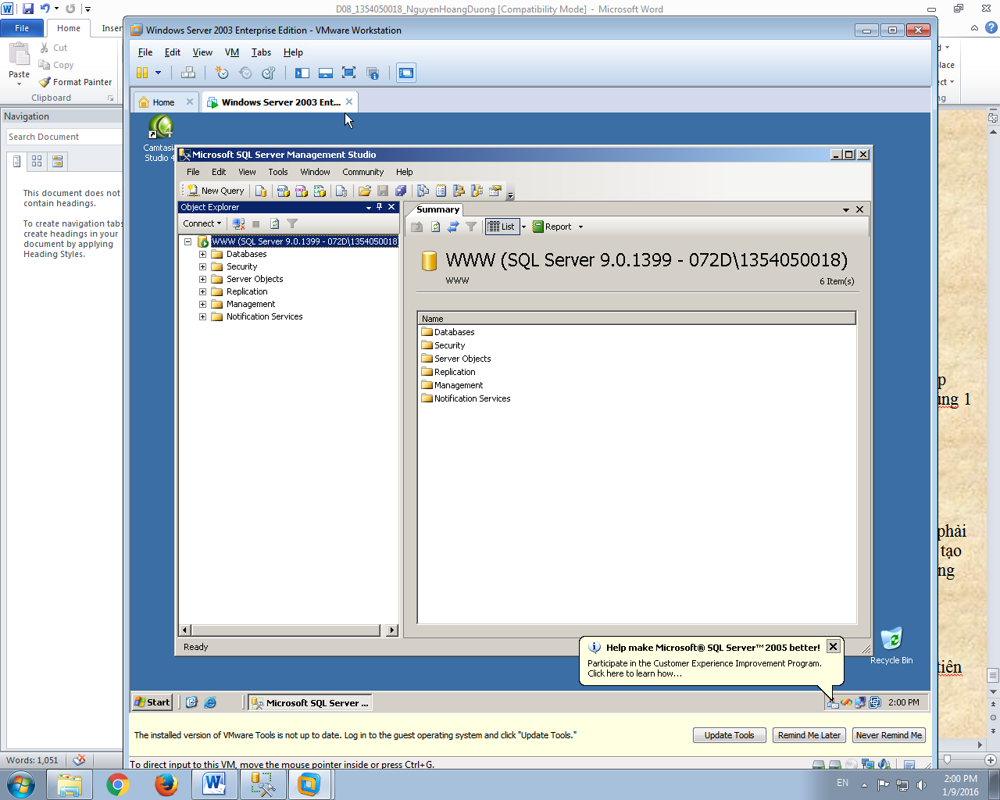 D08_1354050018_NguyenHoangDuong [Compatibility Mode] - Microsoft Word
File
Home
Inser
Cut
Copy
Paste
Format Painter
Clipboard
Navigation
Search Document
This document does not
contain headings.
To create navigation tabs,
create headings in your
document by applying
Heading Styles.
Words: 1,051
Windows Server 2003 Enterprise Edition - VMware Workstation
File Edit View VM Tabs Help
Home
Windows Server 2003 Ent...
Camtasi
Studio 4
Microsoft SQL Server Management Studio
File Edit View Tools Window Community Help
New Query
Object Explorer
Connect
WWW (SQL Server 9.0.1399 - 072D\1354050018
Databases
Security
Server Objects
Replication
Management
Notification Services
Summary
List
Report
WWW (SQL Server 9.0.1399 - 072D\1354050018)
WWW
6 Item(s)
Name
Databases
Security
Server Objects
Replication
Management
Notification Services
Ready
Help make Microsoft® SQL Server™ 2005 better!
Participate in the Customer Experience Improvement Program.
Click here to learn how...
Recycle Bin
Start
Microsoft SQL Server ...
2:00 PM
The installed version of VMware Tools is not up to date. Log in to the guest operating system and click "Update Tools."
Update Tools
Remind Me Later
Never Remind Me
To direct input to this VM, move the mouse pointer inside or press Ctrl+G.
lace
ct
ng
p
ung 1
phải
tạo
ng
tiên
EN
2:00 PM
1/9/2016